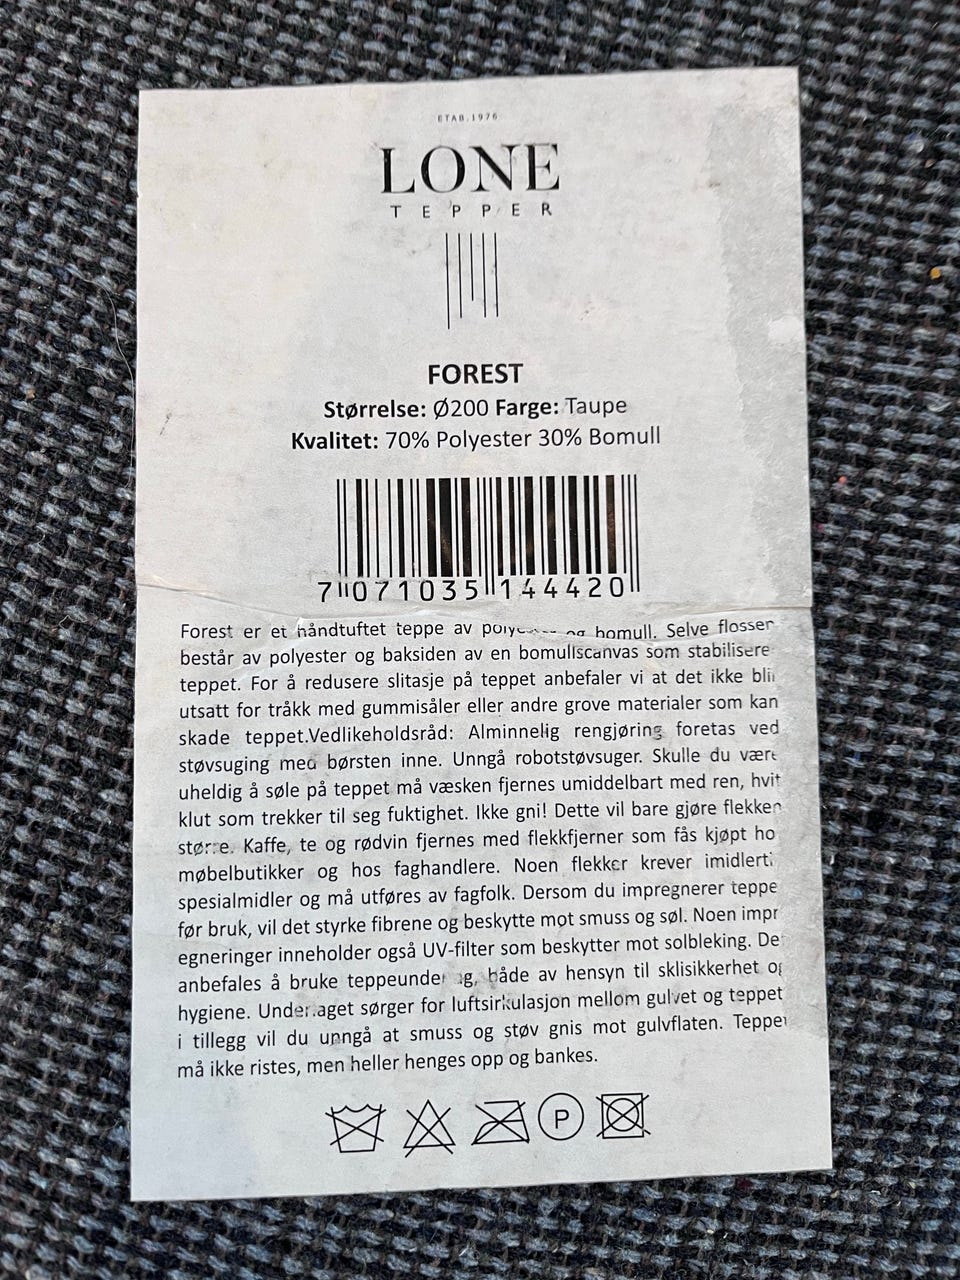 ETAB.1976
LONE
TEPPER
FOREST
Størrelse: Ø200 Farge: Taupe
Kvalitet: 70% Polyester 30% Bomull
7 071035 144420
Forest er et håndtuftet teppe av og bomull. Selve flossen
består av polyester og baksiden av en bomullscanvas som stabilisere
teppet. For å redusere slitasje på teppet anbefaler vi at det ikke bli
utsatt for tråkk med gummisåler eller andre grove materialer som kan
skade teppet.Vedlikeholdsråd: Alminnelig rengjøring foretas ved
støvsuging med børsten inne. Unngå robotstøvsuger. Skulle du være
uheldig å søle på teppet må væsken fjernes umiddelbart med ren, hvit
klut som trekker til seg fuktighet. Ikke gni! Dette vil bare gjøre flekken
større. Kaffe, te og rødvin fjernes med flekkfjerner som fås kjøpt ho
møbelbutikker og hos faghandlere. Noen flekker krever imidlerti
spesialmidler og må utføres av fagfolk. Dersom du impregnerer teppe
før bruk, vil det styrke fibrene og beskytte mot smuss og søl. Noen impr
egneringer inneholder også UV-filter som beskytter mot solbleking. De
anbefales å bruke teppeunderlag, både av hensyn til sklisikkerhet og
hygiene. Underlaget sørger for luftsirkulasjon mellom gulvet og teppet
i tillegg vil du unngå at smuss og støv gnis mot gulvflaten. Teppet
må ikke ristes, men heller henges opp og bankes.
P